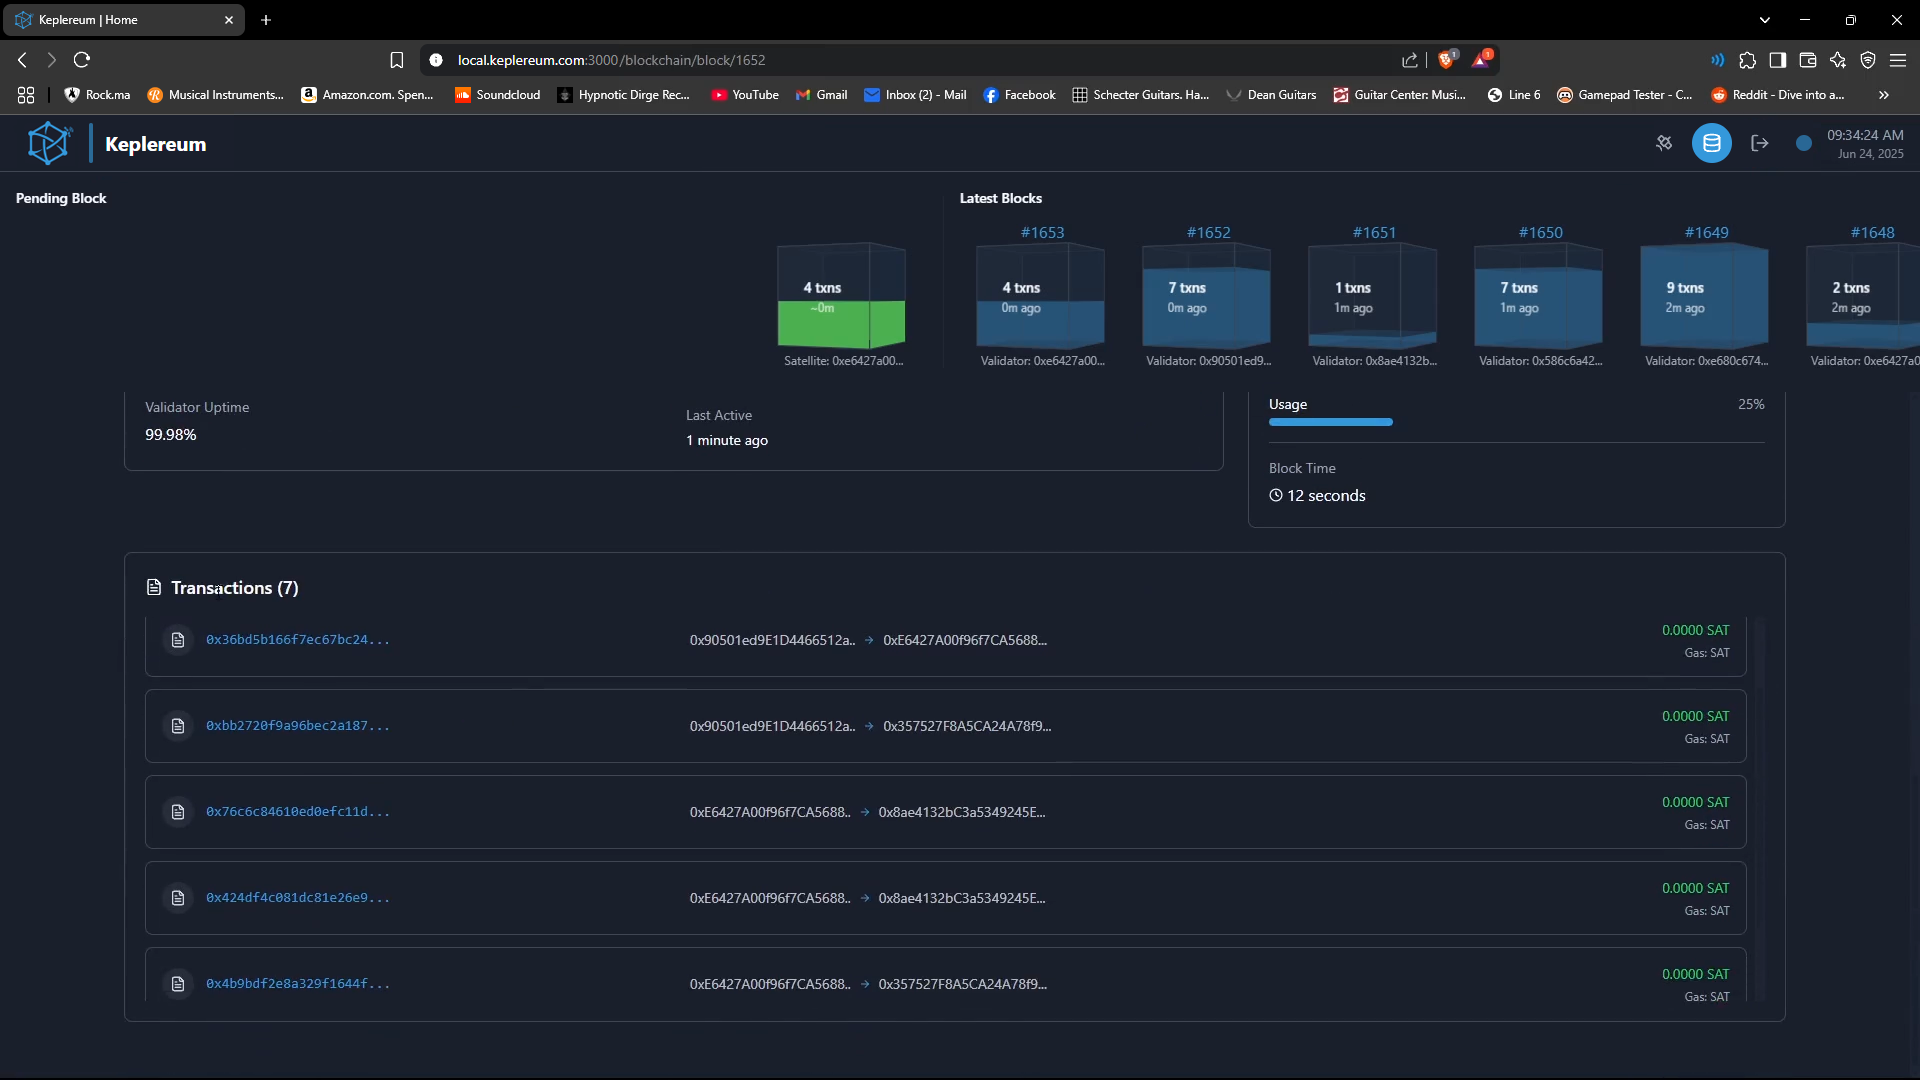 Keplereum | Home
local.keplereum.com:3000/blockchain/block/1652
1
1
Rock.ma
Musical Instruments...
Amazon.com. Spen...
Soundcloud
Hypnotic Dirge Rec...
YouTube
Gmail
Inbox (2) - Mail
Facebook
Schecter Guitars. Ha...
Dean Guitars
Guitar Center: Musi...
Line 6
Gamepad Tester - C...
Reddit - Dive into a...
Keplereum
09:34:24 AM
Jun 24, 2025
Pending Block
Latest Blocks
#1653
#1652
#1651
#1650
#1649
#1648
4 txns
4 txns
7 txns
1 txns
7 txns
9 txns
2 txns
~0m
0m ago
0m ago
1m ago
1m ago
2m ago
2m ago
Satellite: 0xe6427a00...
Validator: 0xe6427a00...
Validator: 0x90501ed9...
Validator: 0x8ae4132b...
Validator: 0x586c6a42...
Validator: 0xe680c674...
Validator: 0xe6427a0
Validator Uptime
99.98%
Last Active
1 minute ago
Usage
25%
Block Time
12 seconds
Transactions (7)
0x36bd5b166f7ec67bc24...
0x90501ed9E1D4466512a.. → 0xE6427A00f96f7CA5688...
0.0000 SAT
Gas: SAT
0xbb2720f9a96bec2a187...
0x90501ed9E1D4466512a.. → 0x357527F8A5CA24A78f9...
0.0000 SAT
Gas: SAT
0x76c6c84610ed0efc11d...
0xE6427A00f96f7CA5688.. → 0x8ae4132bC3a5349245E...
0.0000 SAT
Gas: SAT
0x424df4c081dc81e26e9...
0xE6427A00f96f7CA5688.. → 0x8ae4132bC3a5349245E...
0.0000 SAT
Gas: SAT
0x4b9bdf2e8a329f1644f...
0xE6427A00f96f7CA5688.. → 0x357527F8A5CA24A78f9...
0.0000 SAT
Gas: SAT